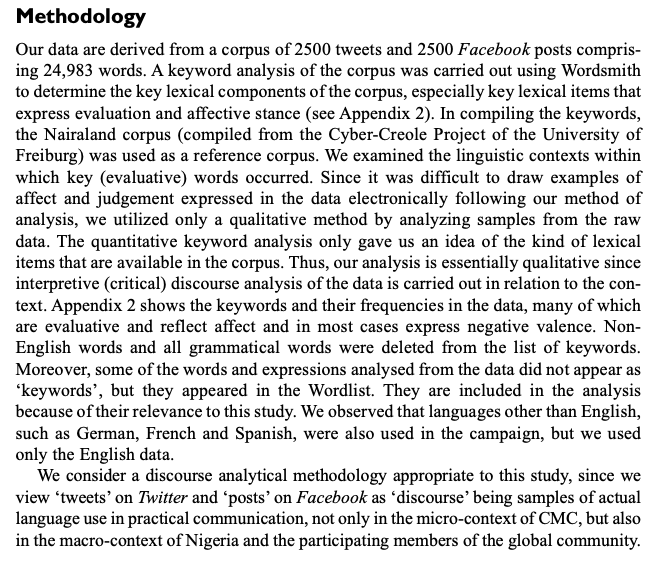 Methodology
Our data are derived from a corpus of 2500 tweets and 2500 Facebook posts compris-
ing 24,983 words. A keyword analysis of the corpus was carried out using Wordsmith
to determine the key lexical components of the corpus, especially key lexical items that
express evaluation and affective stance (see Appendix 2). In compiling the keywords,
the Nairaland corpus (compiled from the Cyber-Creole Project of the University of
Freiburg) was used as a reference corpus. We examined the linguistic contexts within
which key (evaluative) words occurred. Since it was difficult to draw examples of
affect and judgement expressed in the data electronically following our method of
analysis, we utilized only a qualitative method by analyzing samples from the raw
data. The quantitative keyword analysis only gave us an idea of the kind of lexical
items that are available in the corpus. Thus, our analysis is essentially qualitative since
interpretive (critical) discourse analysis of the data is carried out in relation to the con-
text. Appendix 2 shows the keywords and their frequencies in the data, many of which
are evaluative and reflect affect and in most cases express negative valence. Non-
English words and all grammatical words were deleted from the list of keywords.
Moreover, some of the words and expressions analysed from the data did not appear as
‘keywords’, but they appeared in the Wordlist. They are included in the analysis
because of their relevance to this study. We observed that languages other than English,
such as German, French and Spanish, were also used in the campaign, but we used
only the English data.
We consider a discourse analytical methodology appropriate to this study, since we
view ‘tweets’ on Twitter and ‘posts’ on Facebook as ‘discourse’ being samples of actual
language use in practical communication, not only in the micro-context of CMC, but also
in the macro-context of Nigeria and the participating members of the global community.